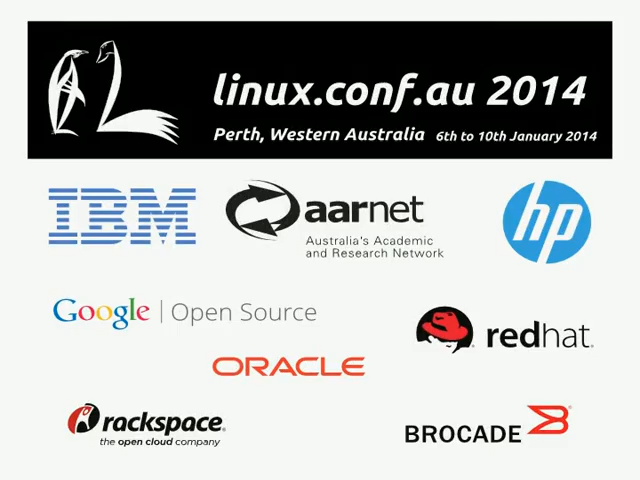 linux.conf.au 2014
Perth, Western Australia 6th to 10th January 2014
IBM
aarnet
Australia's Academic
and Research Network
hp
Google | Open Source
redhat.
ORACLE
rackspace®
the open cloud company
BROCADE